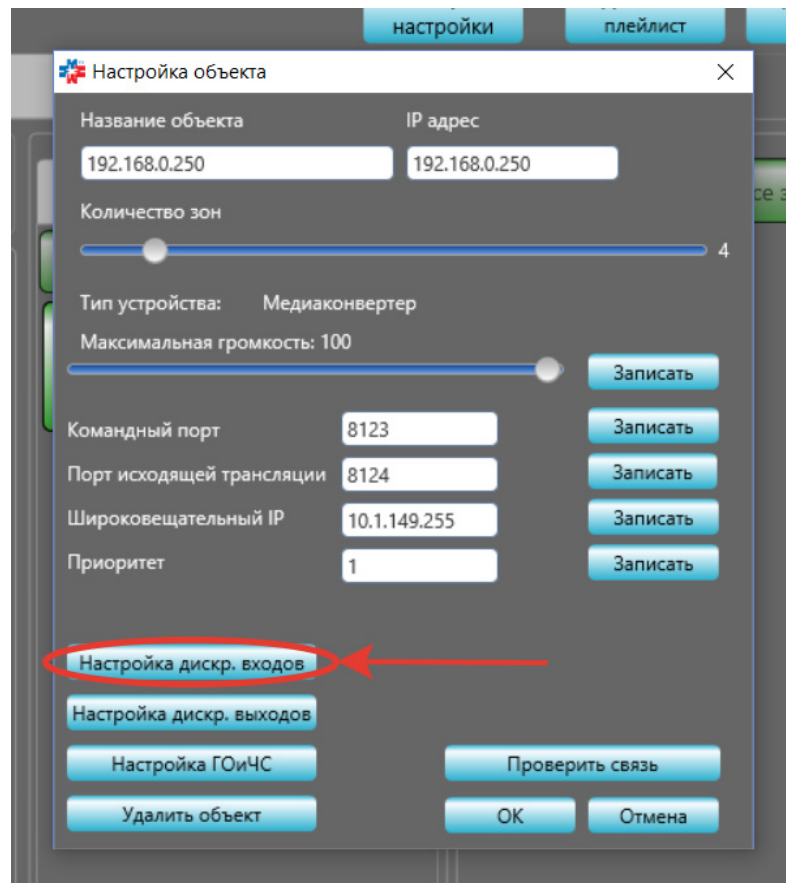 настройки
плейлист
Настройка объекта
Название объекта
IP адрес
192.168.0.250
192.168.0.250
Количество зон
4
Тип устройства: Медиаконвертер
Максимальная громкость: 100
Записать
Командный порт
8123
Записать
Порт исходящей трансляции
8124
Записать
Широковещательный IP
10.1.149.255
Записать
Приоритет
1
Записать
Настройка дискр. входов
Настройка дискр. выходов
Настройка ГОиЧС
Проверить связь
Удалить объект
ОК
Отмена